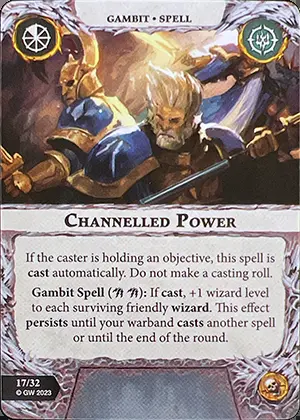 GAMBIT • SPELL
CHANNELLED POWER
If the caster is holding an objective, this spell is
cast automatically. Do not make a casting roll.
Gambit Spell ( ): If cast, +1 wizard level
to each surviving friendly wizard. This effect
persists until your warband casts another spell
or until the end of the round.
17/32
© GW 2023